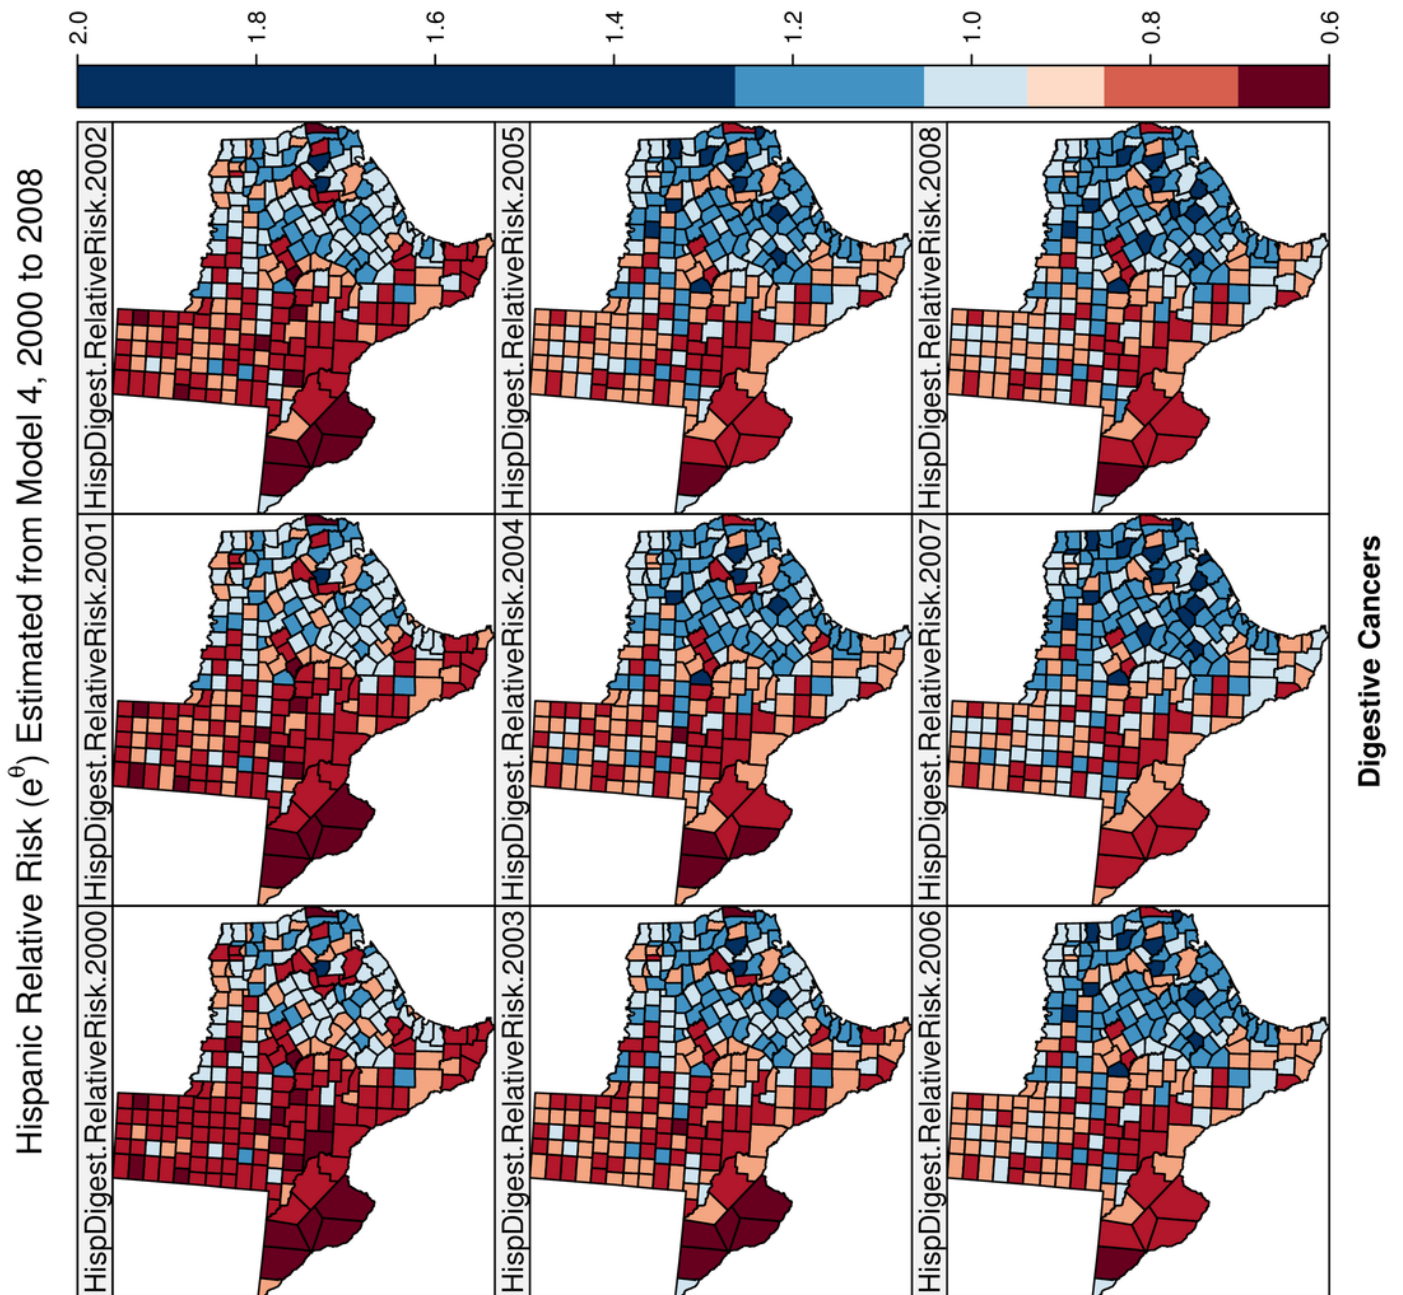 Hispanic Relative Risk (e^θ) Estimated from Model 4, 2000 to 2008
HispDigest.RelativeRisk.2000
HispDigest.RelativeRisk.2001
HispDigest.RelativeRisk.2002
HispDigest.RelativeRisk.2003
HispDigest.RelativeRisk.2004
HispDigest.RelativeRisk.2005
HispDigest.RelativeRisk.2006
HispDigest.RelativeRisk.2007
HispDigest.RelativeRisk.2008
2.0
1.8
1.6
1.4
1.2
1.0
0.8
0.6
Digestive Cancers